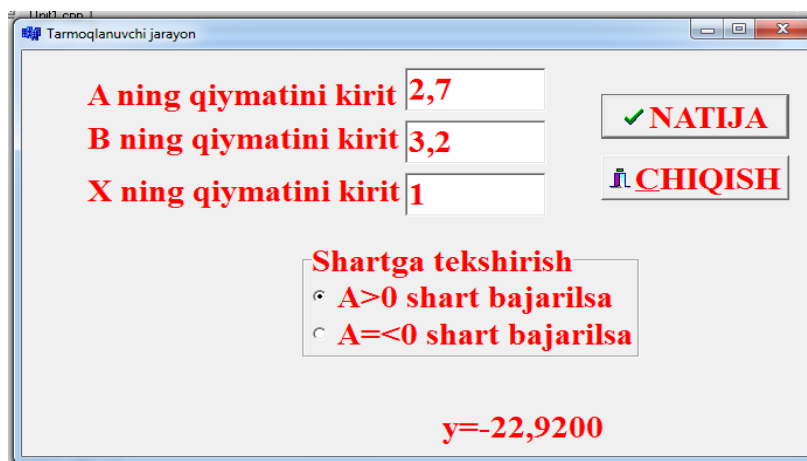 Unit1.cpp
Tarmoqlanuvchi jarayon
A ning qiymatini kirit 2,7
B ning qiymatini kirit 3,2
X ning qiymatini kirit 1
NATIJA
CHIQISH
Shartga tekshirish
A>0 shart bajarilsa
A=<0 shart bajarilsa
y=-22,9200